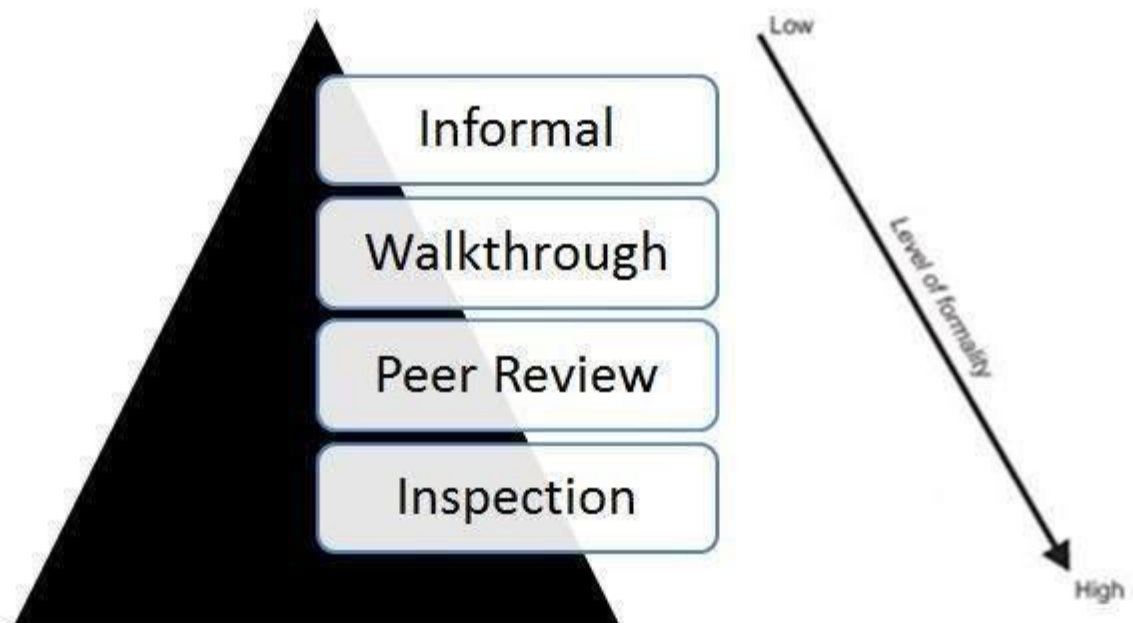 Low
Informal
Walkthrough
Level of formality
Peer Review
Inspection
High